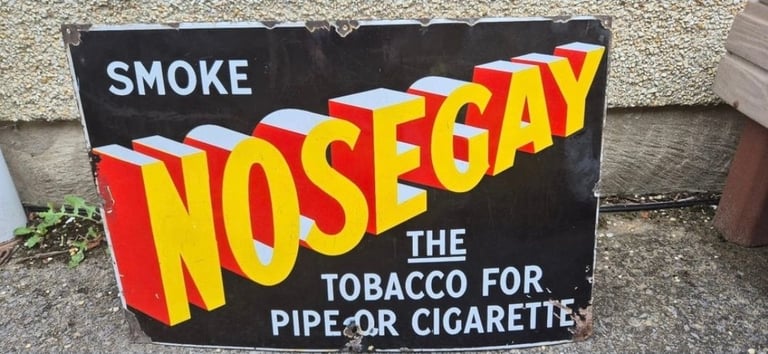 SMOKE
NOSEGAY
THE
TOBACCO FOR
PIPE OR CIGARETTE